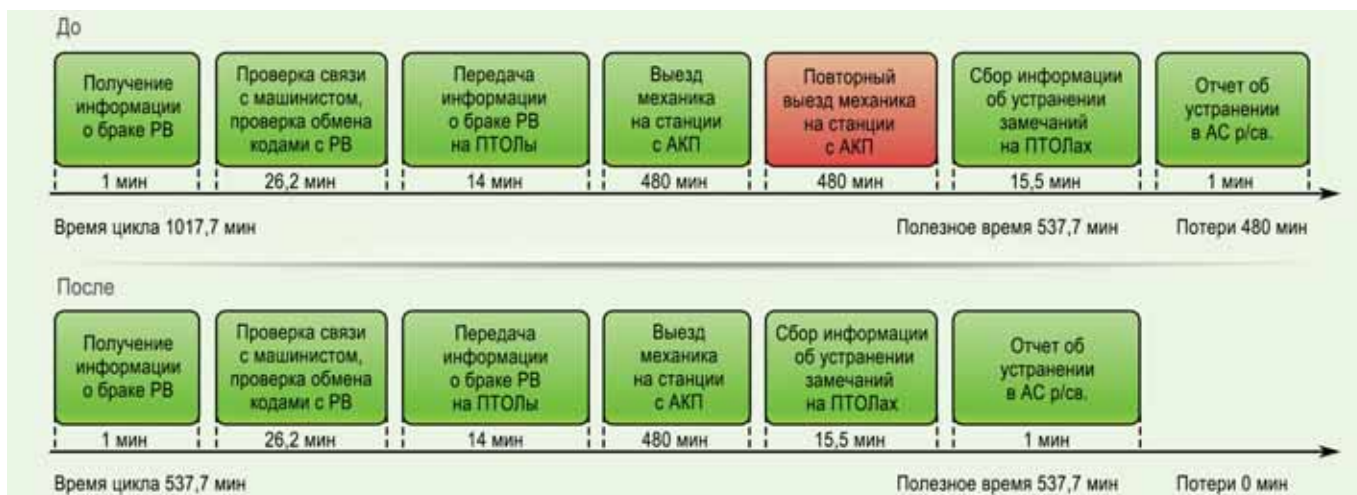 До
Получение
информации
о браке РВ
Проверка связи
с машинистом,
проверка обмена
кодами с РВ
Передача
информации
о браке РВ
на ПТОЛы
Выезд
механика
на станции
с АКП
Повторный
выезд механика
на станции
с АКП
Сбор информации
об устранении
замечаний
на ПТОЛах
Отчет об
устранении
в АС р/св.
1 мин
26,2 мин
14 мин
480 мин
480 мин
15,5 мин
1 мин
Время цикла 1017,7 мин
Полезное время 537,7 мин
Потери 480 мин
После
Получение
информации
о браке РВ
Проверка связи
с машинистом,
проверка обмена
кодами с РВ
Передача
информации
о браке РВ
на ПТОЛы
Выезд
механика
на станции
с АКП
Сбор информации
об устранении
замечаний
на ПТОЛах
Отчет об
устранении
в АС р/св.
1 мин
26,2 мин
14 мин
480 мин
15,5 мин
1 мин
Время цикла 537,7 мин
Полезное время 537,7 мин
Потери 0 мин